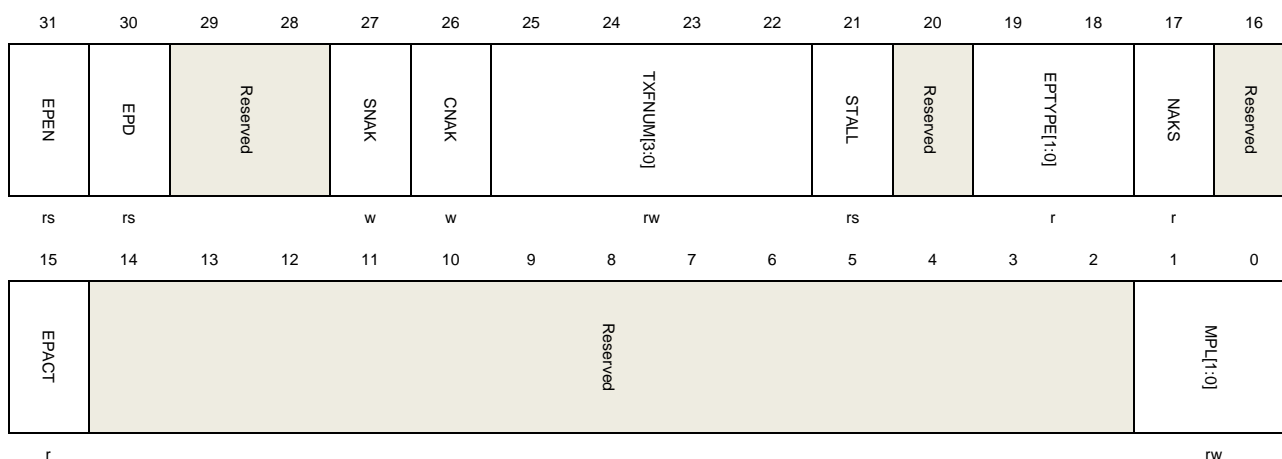 31 30 29 28 27 26 25 24 23 22 21 20 19 18 17 16
EPEN EPD Reserved SNAK CNAK TXFNUM[3:0] STALL Reserved EPTYPE[1:0] NAKS Reserved
rs rs w w rw rs r r
15 14 13 12 11 10 9 8 7 6 5 4 3 2 1 0
EPACT Reserved MPL[1:0]
r rw